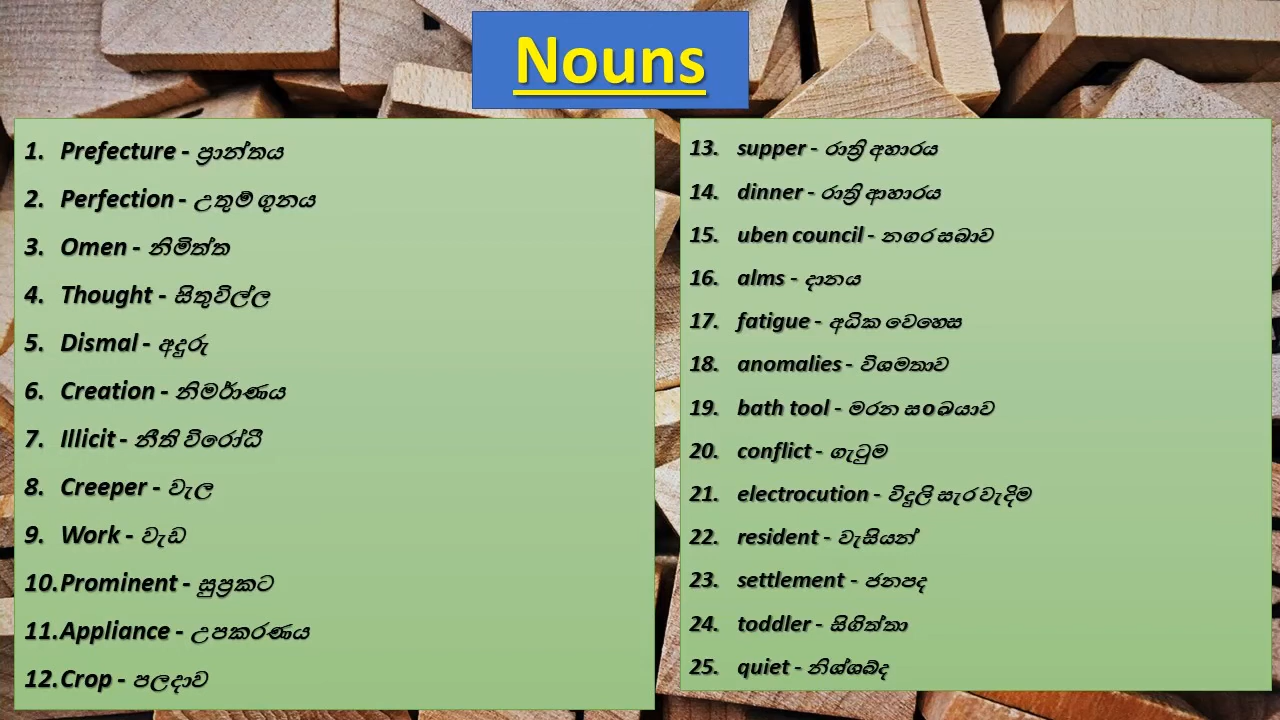 Nouns
1. Prefecture - ප්‍රාන්තය
2. Perfection - උතුම් ගුනය
3. Omen - නිමිත්ත
4. Thought - සිතුවිල්ල
5. Dismal - අදුරු
6. Creation - නිමර්ාණය
7. Illicit - නීති විරෝධී
8. Creeper - වැල
9. Work - වැඩ
10. Prominent - සුප්‍රකට
11. Appliance - උපකරණය
12. Crop - පලදාව
13. supper - රාත්‍රි අහාරය
14. dinner - රාත්‍රි ආහාරය
15. uben council - නගර සබාව
16. alms - දානය
17. fatigue - අධික වෙහෙස
18. anomalies - විශමතාව
19. bath tool - මරන ස০බයාව
20. conflict - ගැටුම
21. electrocution - විදුලි සැර වැදිම
22. resident - වැසියන්
23. settlement - ජනපද
24. toddler - සිගිත්තා
25. quiet - නිශ්ශබ්ද